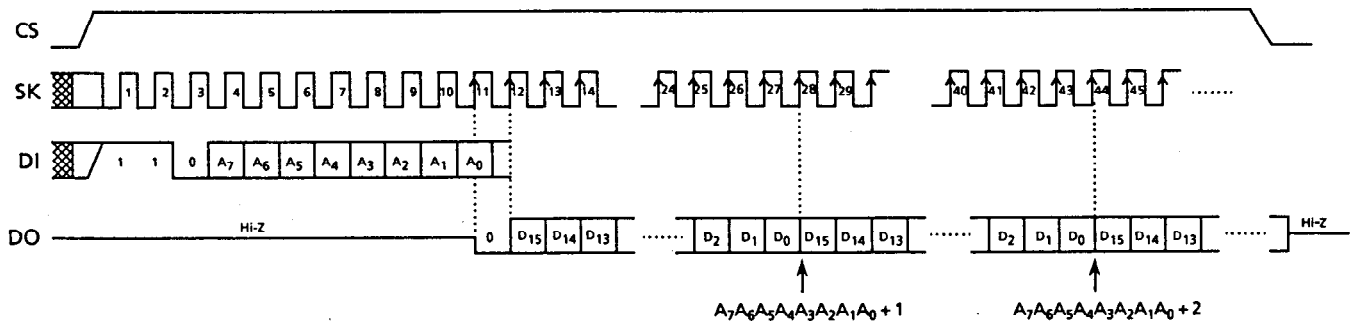 CS
SK 1 2 3 4 5 6 7 8 9 10 11 12 13 14 24 25 26 27 28 29 40 41 42 43 44 45 ........
DI 1 1 0 A7 A6 A5 A4 A3 A2 A1 A0
DO Hi-Z 0 D15 D14 D13 ........ D2 D1 D0 D15 D14 D13 ........ D2 D1 D0 D15 D14 D13 ........ Hi-Z
A7A6A5A4A3A2A1A0 + 1 A7A6A5A4A3A2A1A0 + 2